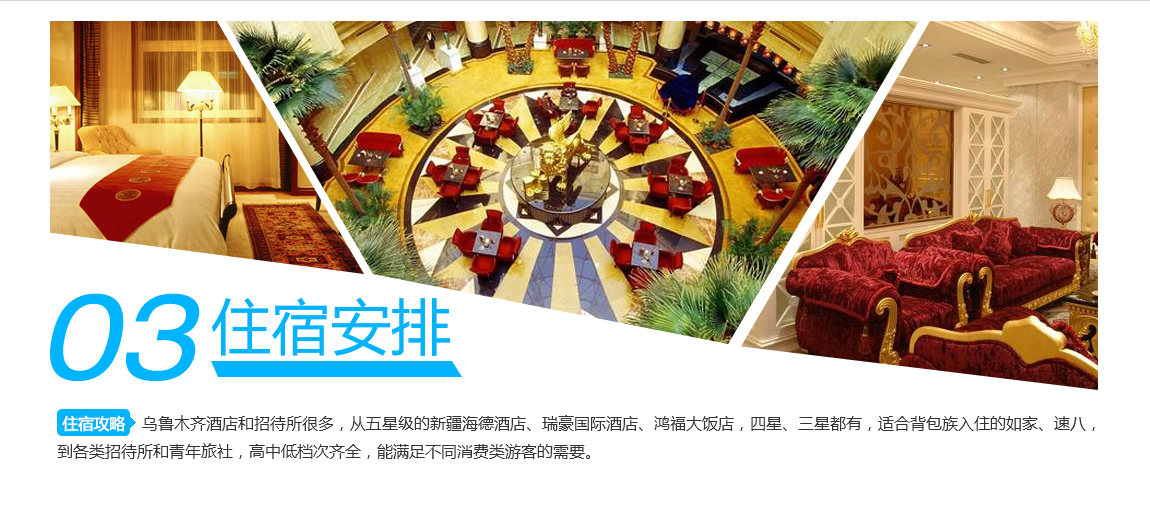 03 住宿安排
住宿攻略 乌鲁木齐酒店和招待所很多，从五星级的新疆海德酒店、瑞豪国际酒店、鸿福大饭店，四星、三星都有，适合背包族入住的如家、速八，
到各类招待所和青年旅社，高中低档次齐全，能满足不同消费类游客的需要。